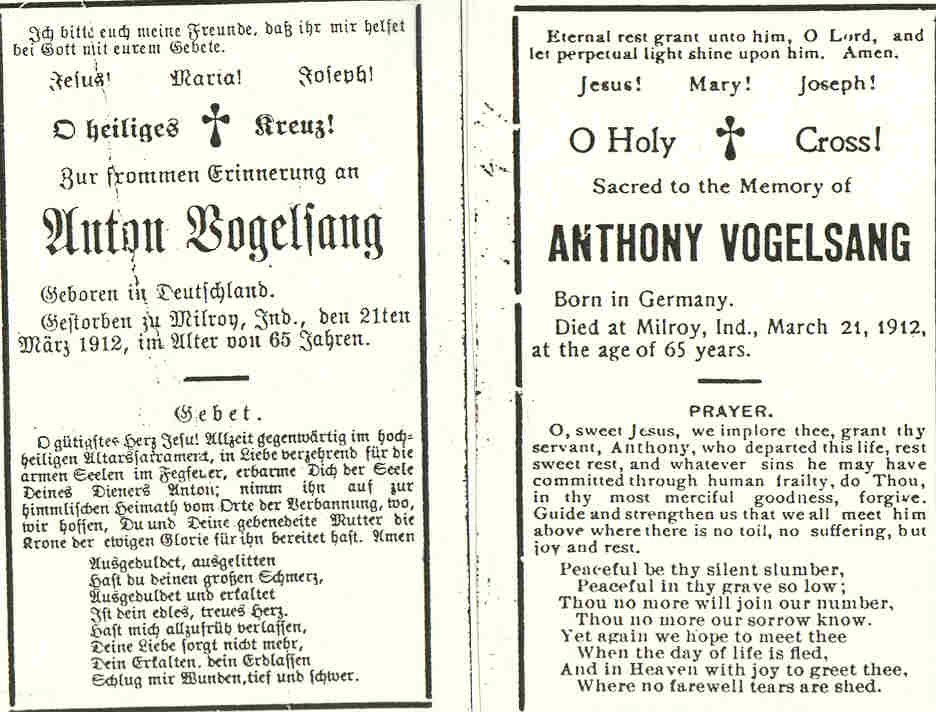 Ich bitte euch meine Freunde, daß ihr mir helfet
bei Gott mit eurem Gebete.
Jesus! Maria! Joseph!
O heiliges Kreuz!
Zur frommen Erinnerung an
Anton Vogelsang
Geboren in Deutschland.
Gestorben zu Milroy, Ind., den 21ten
März 1912, im Alter von 65 Jahren.
Gebet.
O gütigstes Herz Jesu! Allzeit gegenwärtig im hoch-
heiligen Altarssakrament, in Liebe verzehrend für die
armen Seelen im Fegfeuer, erbarme Dich der Seele
Deines Dieners Anton; nimm ihn auf zur
himmlischen Heimath vom Orte der Verbannung, wo,
wir hoffen, Du und Deine gebenedeite Mutter die
Krone der ewigen Glorie für ihn bereitet hast. Amen
Ausgeduldet, ausgelitten
Hast du deinen großen Schmerz,
Ausgeduldet und erkaltet
Ist dein edles, treues Herz.
Hast mich allzufrüh verlassen,
Deine Liebe sorgt nicht mehr,
Dein Erkalten, dein Erblassen
Schlug mir Wunden, tief und schwer.
Eternal rest grant unto him, O Lord, and
let perpetual light shine upon him. Amen.
Jesus! Mary! Joseph!
O Holy Cross!
Sacred to the Memory of
ANTHONY VOGELSANG
Born in Germany.
Died at Milroy, Ind., March 21, 1912,
at the age of 65 years.
PRAYER.
O, sweet Jesus, we implore thee, grant thy
servant, Anthony, who departed this life, rest
sweet rest, and whatever sins he may have
committed through human frailty, do Thou,
in thy most merciful goodness, forgive.
Guide and strengthen us that we all meet him
above where there is no toil, no suffering, but
joy and rest.
Peaceful be thy silent slumber,
Peaceful in thy grave so low;
Thou no more will join our number,
Thou no more our sorrow know.
Yet again we hope to meet thee
When the day of life is fled,
And in Heaven with joy to greet thee,
Where no farewell tears are shed.